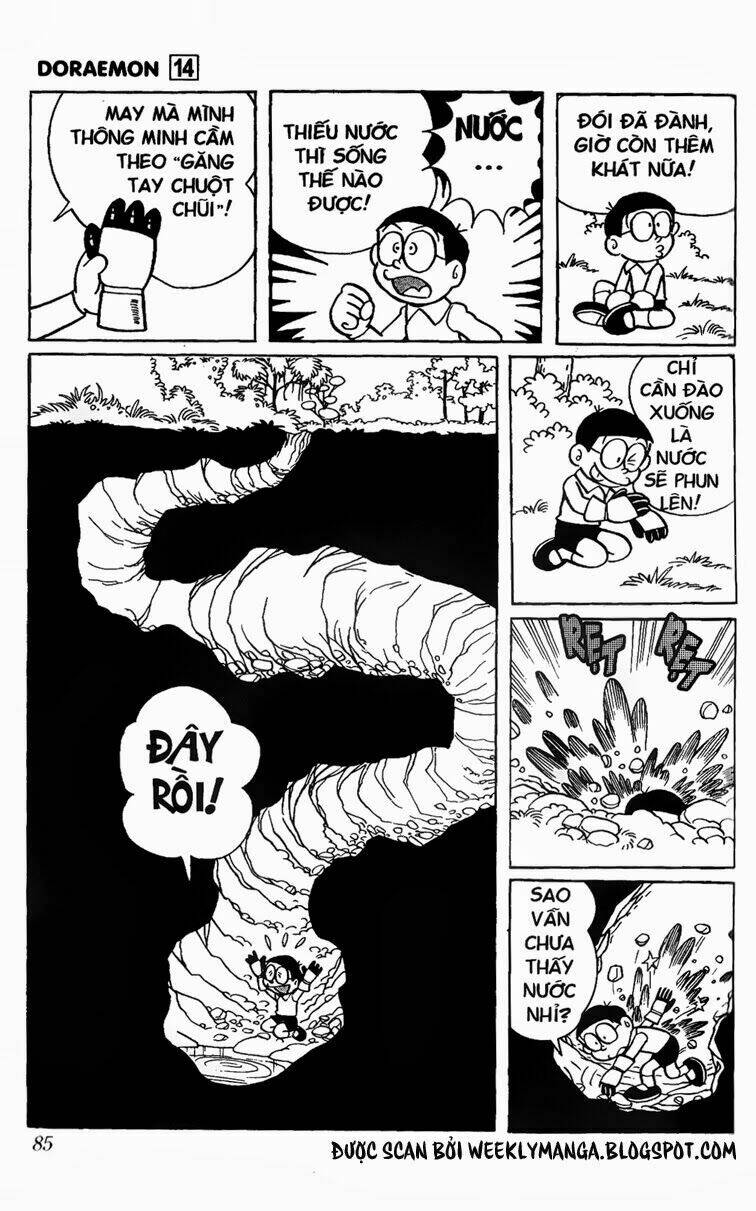 DORAEMON 14
ĐÓI ĐÃ ĐÀNH,
GIỜ CÒN THÊM
KHÁT NỮA!
NƯỚC
...
THIẾU NƯỚC
THÌ SỐNG
THẾ NÀO
ĐƯỢC!
MAY MÀ MÌNH
THÔNG MINH CẦM
THEO "GĂNG
TAY CHUỘT
CHŨI"!
CHỈ
CẦN ĐÀO
XUỐNG
LÀ
NƯỚC
SẼ PHUN
LÊN!
RẸT RẸT
SAO
VẪN
CHƯA
THẤY
NƯỚC
NHỈ?
ĐÂY
RỒI!
85
ĐƯỢC SCAN BỞI WEEKLYMANGA.BLOGSPOT.COM